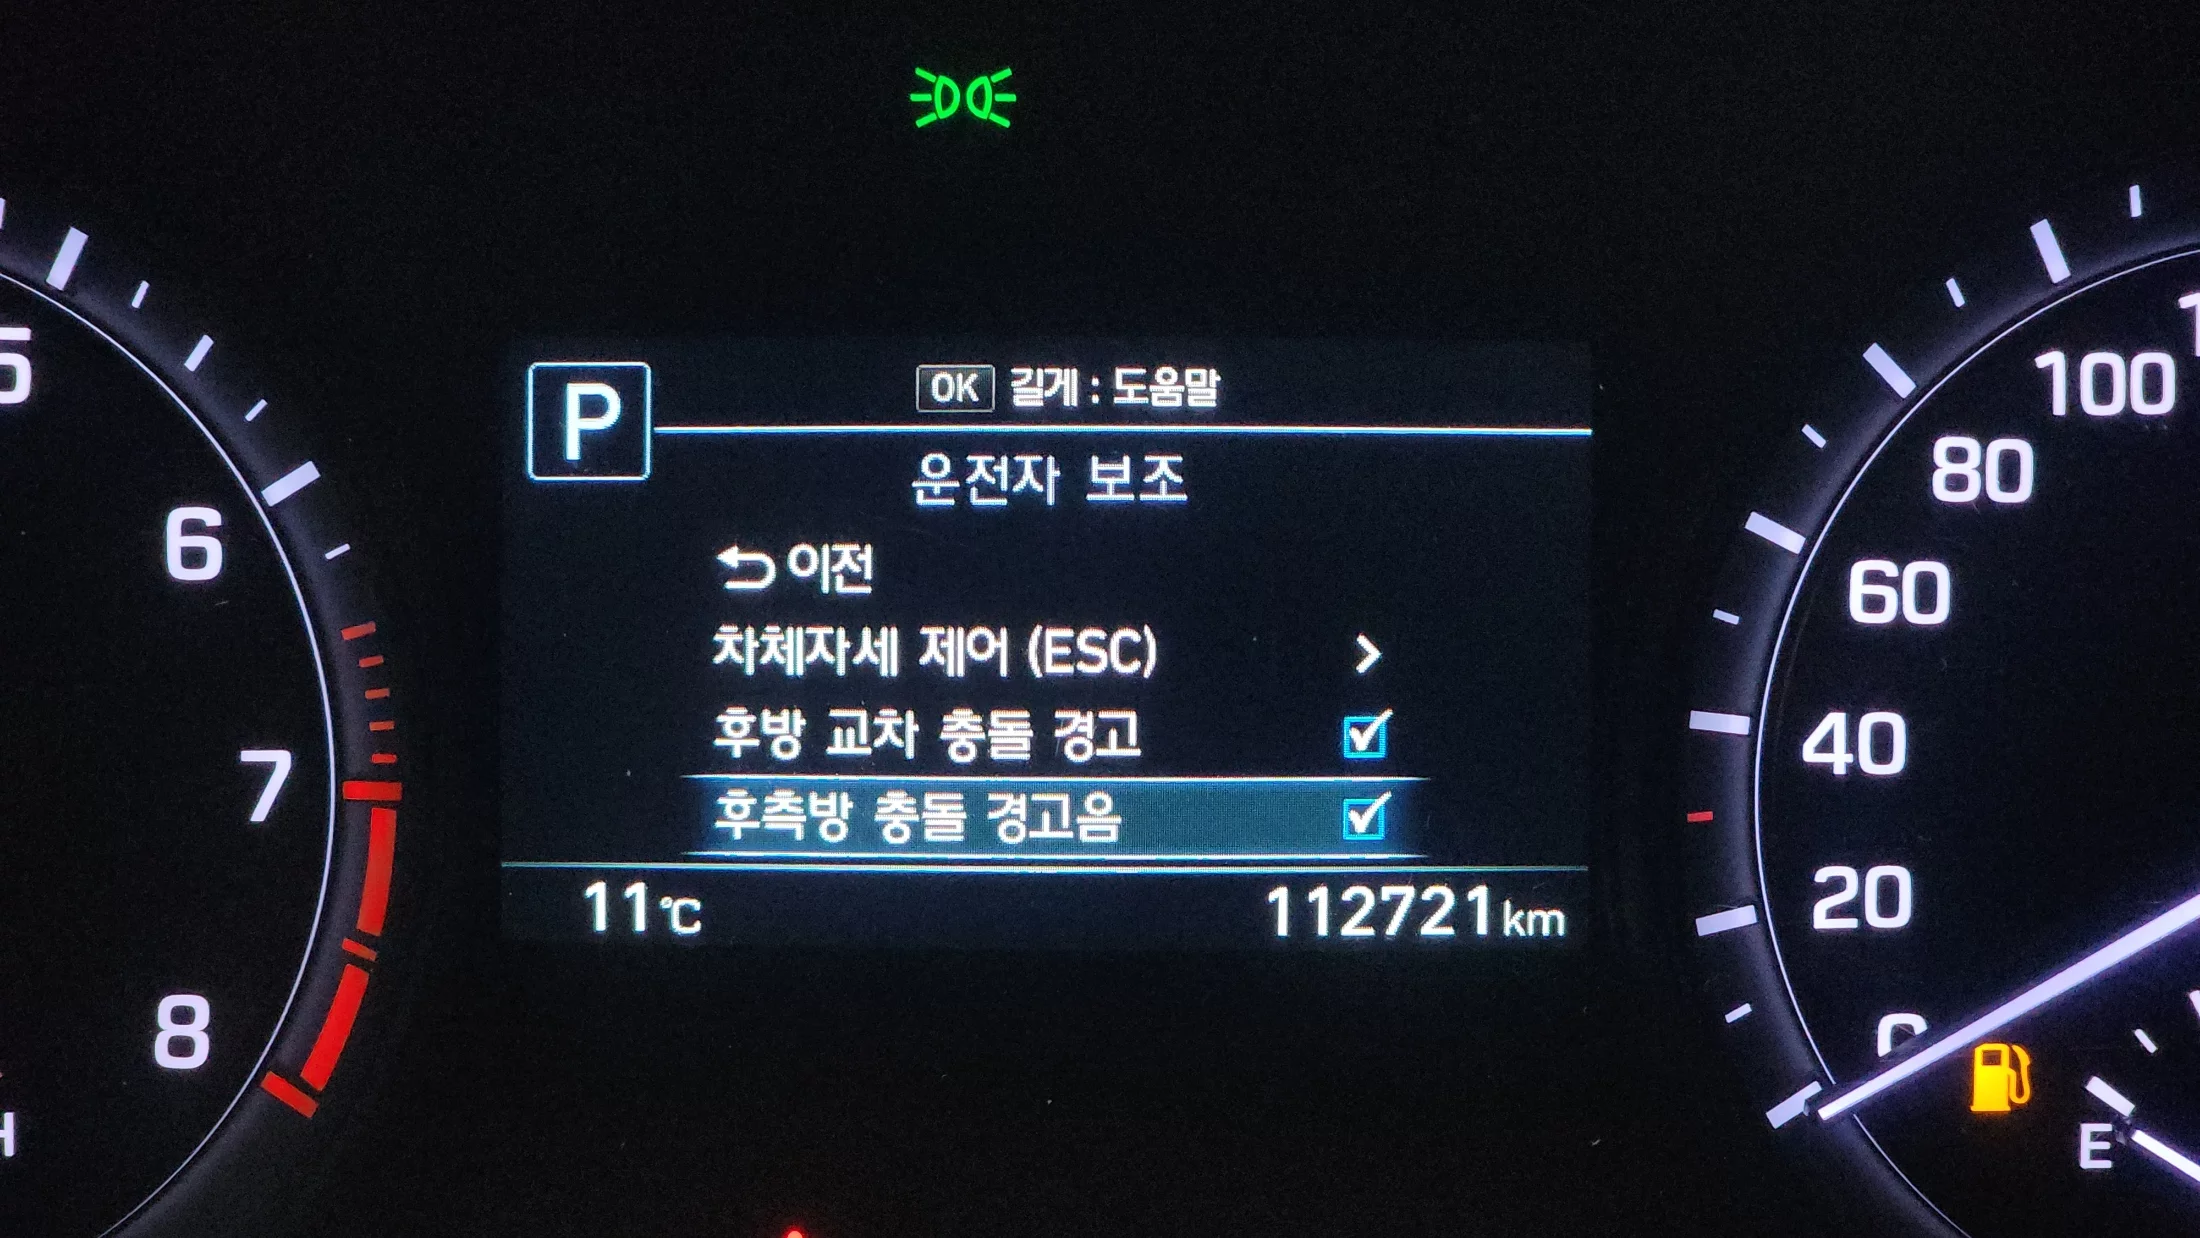 P
OK 길게 : 도움말
운전자 보조
이전
차체자세 제어 (ESC)
후방 교차 충돌 경고
후측방 충돌 경고음
11℃
112721km
5
6
7
8
H
100
80
60
40
20
0
E